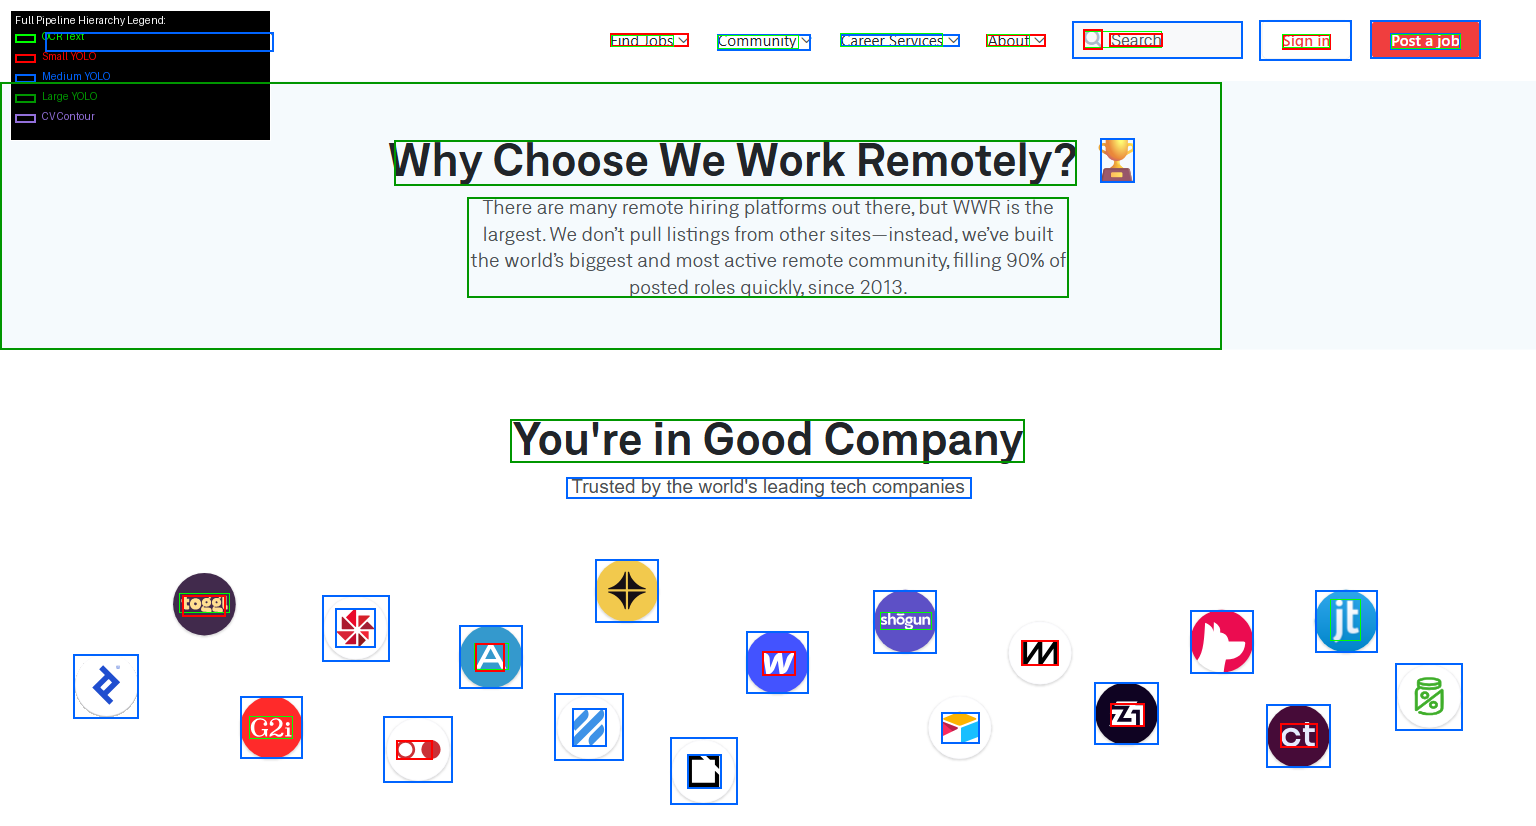 Full Pipeline Hierarchy Legend:
OCR Text
Small YOLO
Medium YOLO
Large YOLO
CV Contour
Find Jobs
Community
Career Services
About
Search
Sign in
Post a job
Why Choose We Work Remotely?
There are many remote hiring platforms out there, but WWR is the
largest. We don't pull listings from other sites—instead, we've built
the world's biggest and most active remote community, filling 90% of
posted roles quickly, since 2013.
You're in Good Company
Trusted by the world's leading tech companies
toggl
shōgun
jt
A
W
M
G2i
Z1
ct